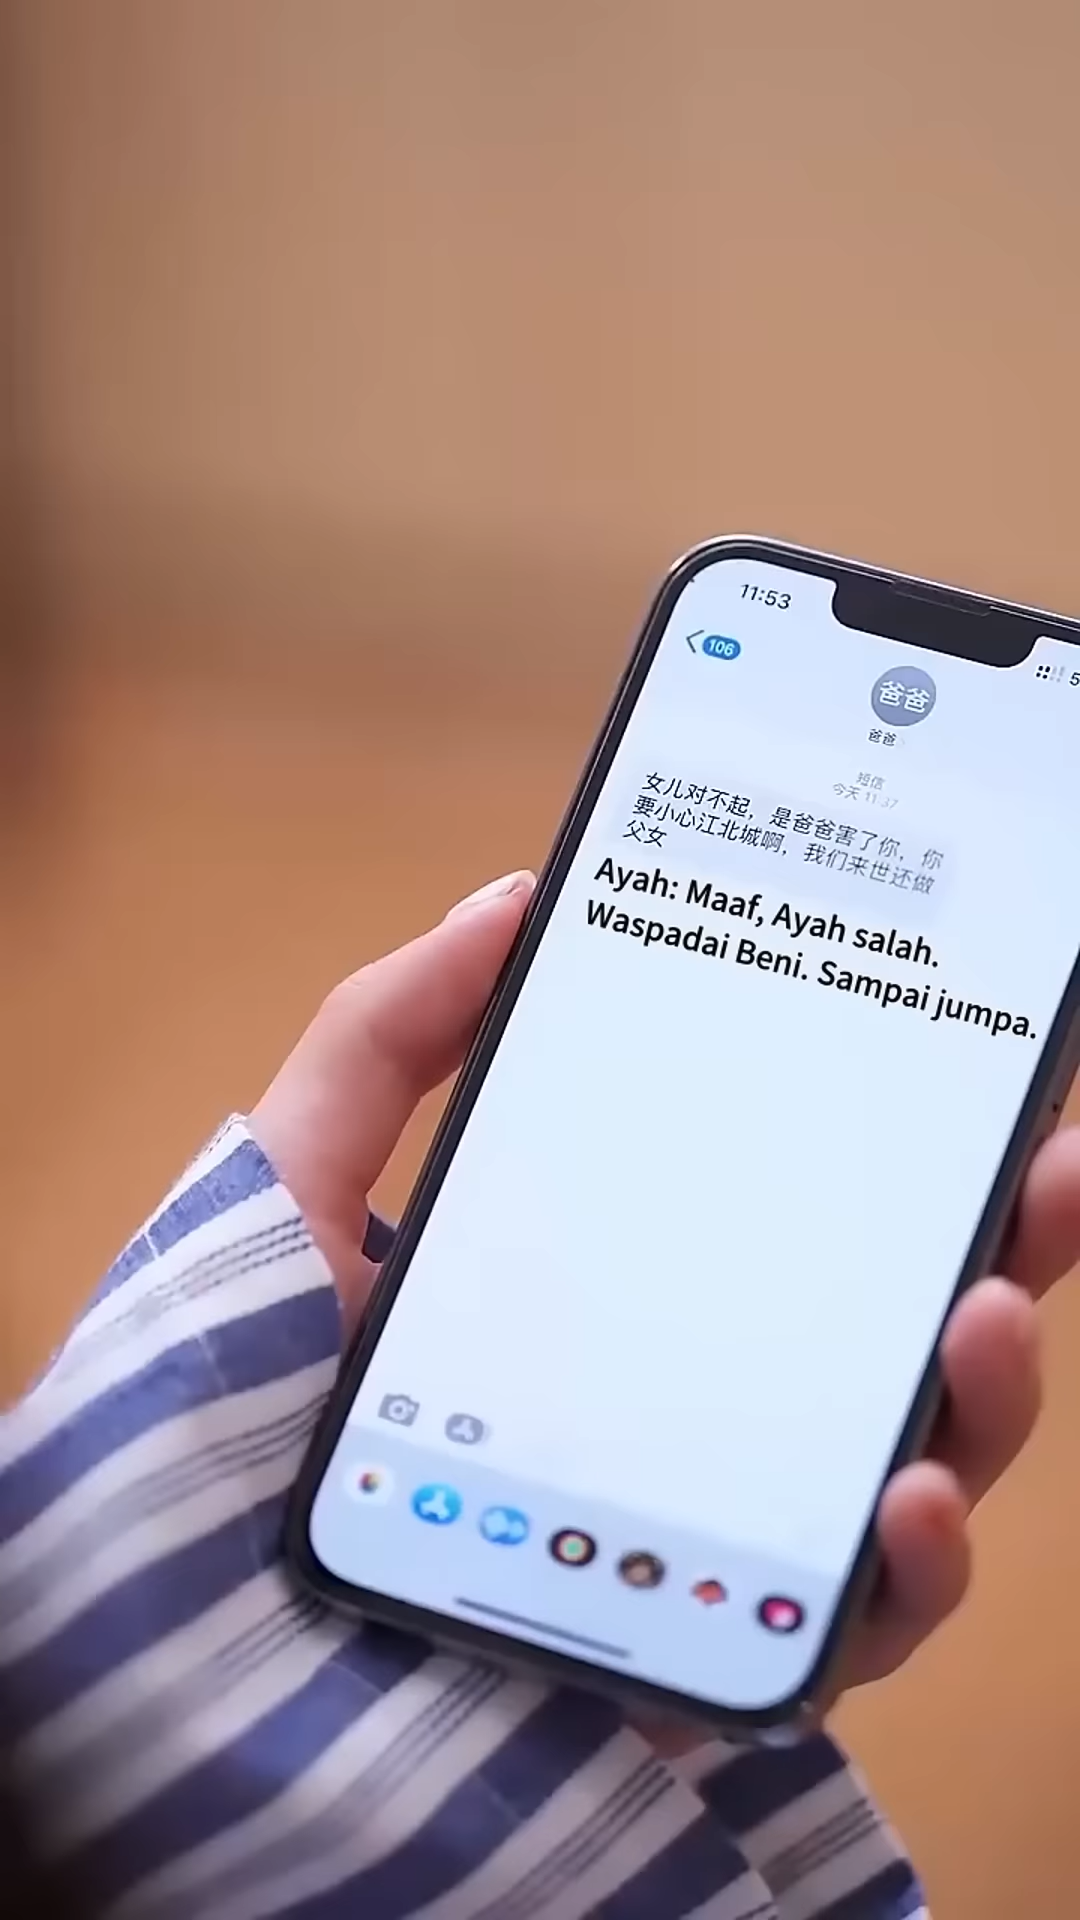 11:53
106
爸爸
爸爸
短信
今天 11:37
女儿对不起，是爸爸害了你，你
要小心江北城啊，我们来世还做
父女
Ayah: Maaf, Ayah salah.
Waspadai Beni. Sampai jumpa.